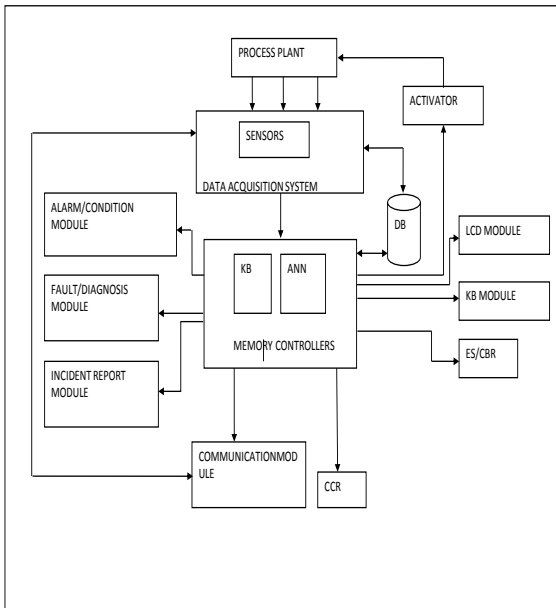 PROCESS PLANT
ACTIVATOR
SENSORS
DATA ACQUISITION SYSTEM
ALARM/CONDITION
MODULE
DB
LCD MODULE
KB
ANN
FAULT/DIAGNOSIS
MODULE
KB MODULE
MEMORY CONTROLLERS
ES/CBR
INCIDENT REPORT
MODULE
COMMUNICATIONMOD
ULE
CCR